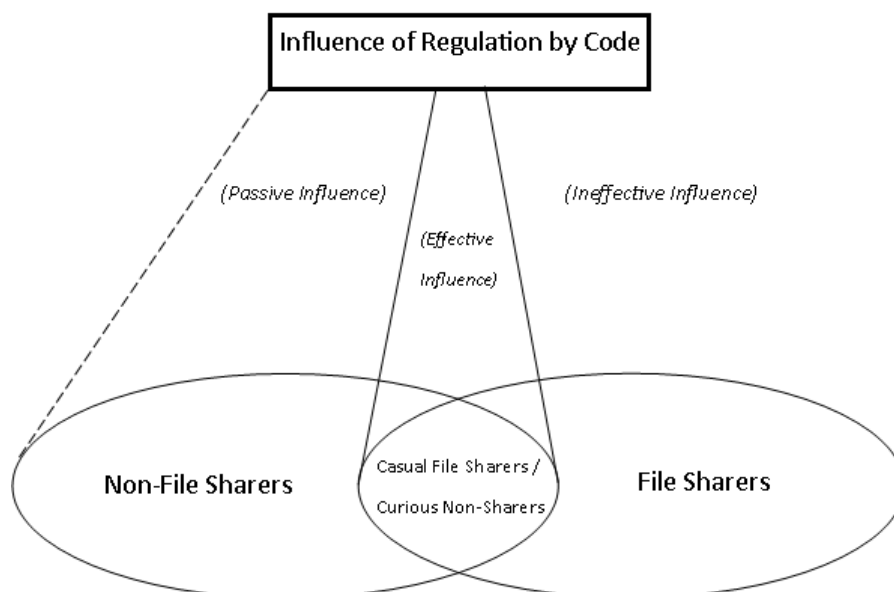 Influence of Regulation by Code
(Passive Influence)
(Ineffective Influence)
(Effective
Influence)
Non-File Sharers
Casual File Sharers /
Curious Non-Sharers
File Sharers